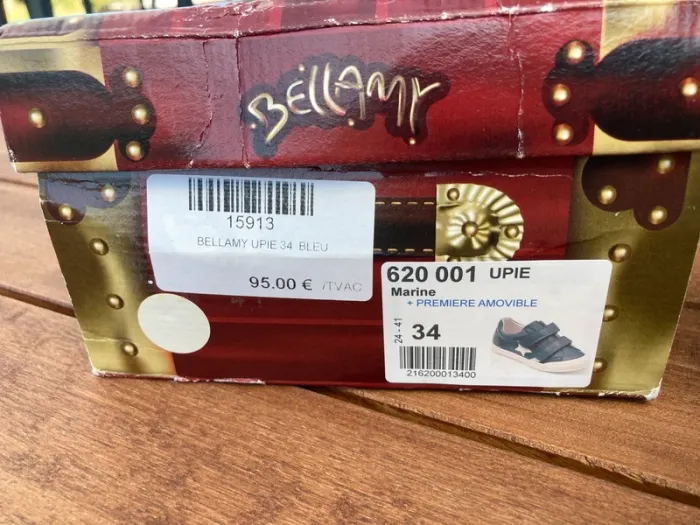 BELLAMY
15913
BELLAMY UPIE 34 BLEU
95.00 € /TVAC
620 001 UPIE
Marine
+ PREMIERE AMOVIBLE
24 - 41
34
216200013400